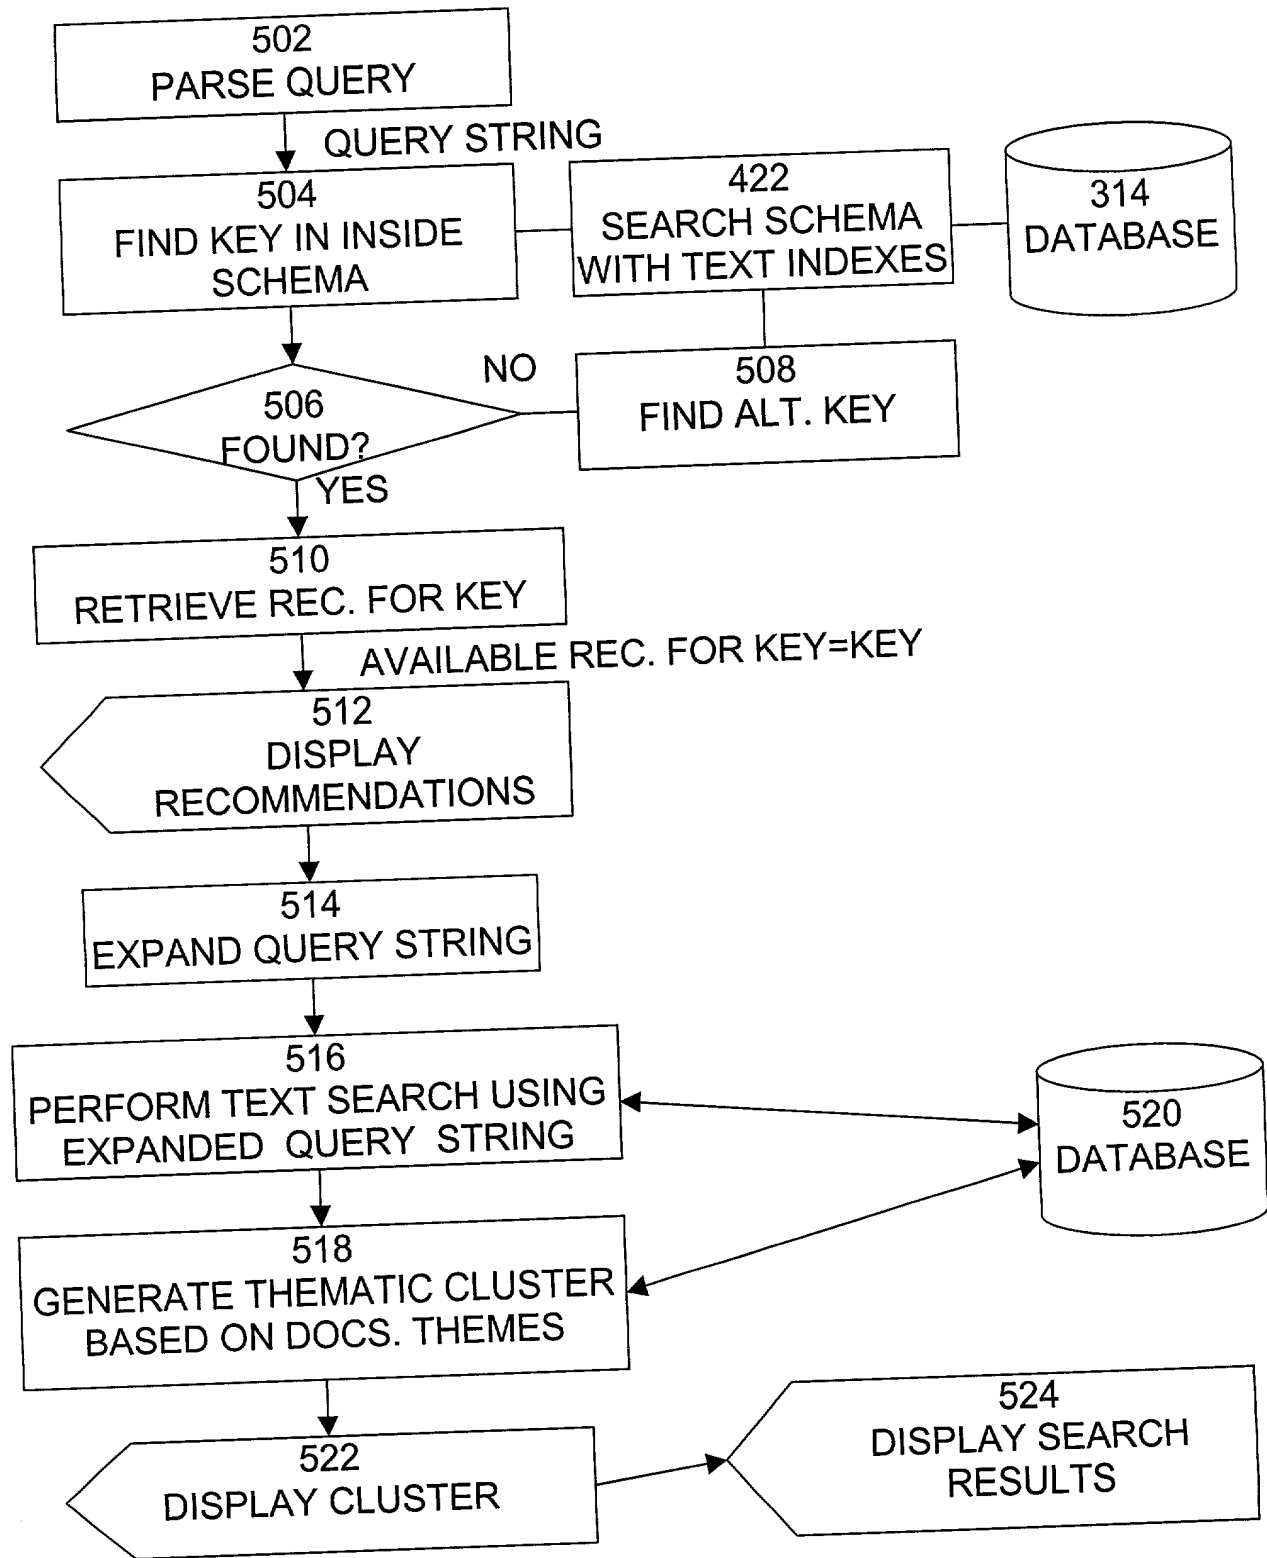 502
PARSE QUERY
QUERY STRING
504
FIND KEY IN INSIDE
SCHEMA
422
SEARCH SCHEMA
WITH TEXT INDEXES
314
DATABASE
NO
506
FOUND?
508
FIND ALT. KEY
YES
510
RETRIEVE REC. FOR KEY
AVAILABLE REC. FOR KEY=KEY
512
DISPLAY
RECOMMENDATIONS
514
EXPAND QUERY STRING
516
PERFORM TEXT SEARCH USING
EXPANDED QUERY STRING
520
DATABASE
518
GENERATE THEMATIC CLUSTER
BASED ON DOCS. THEMES
522
DISPLAY CLUSTER
524
DISPLAY SEARCH
RESULTS